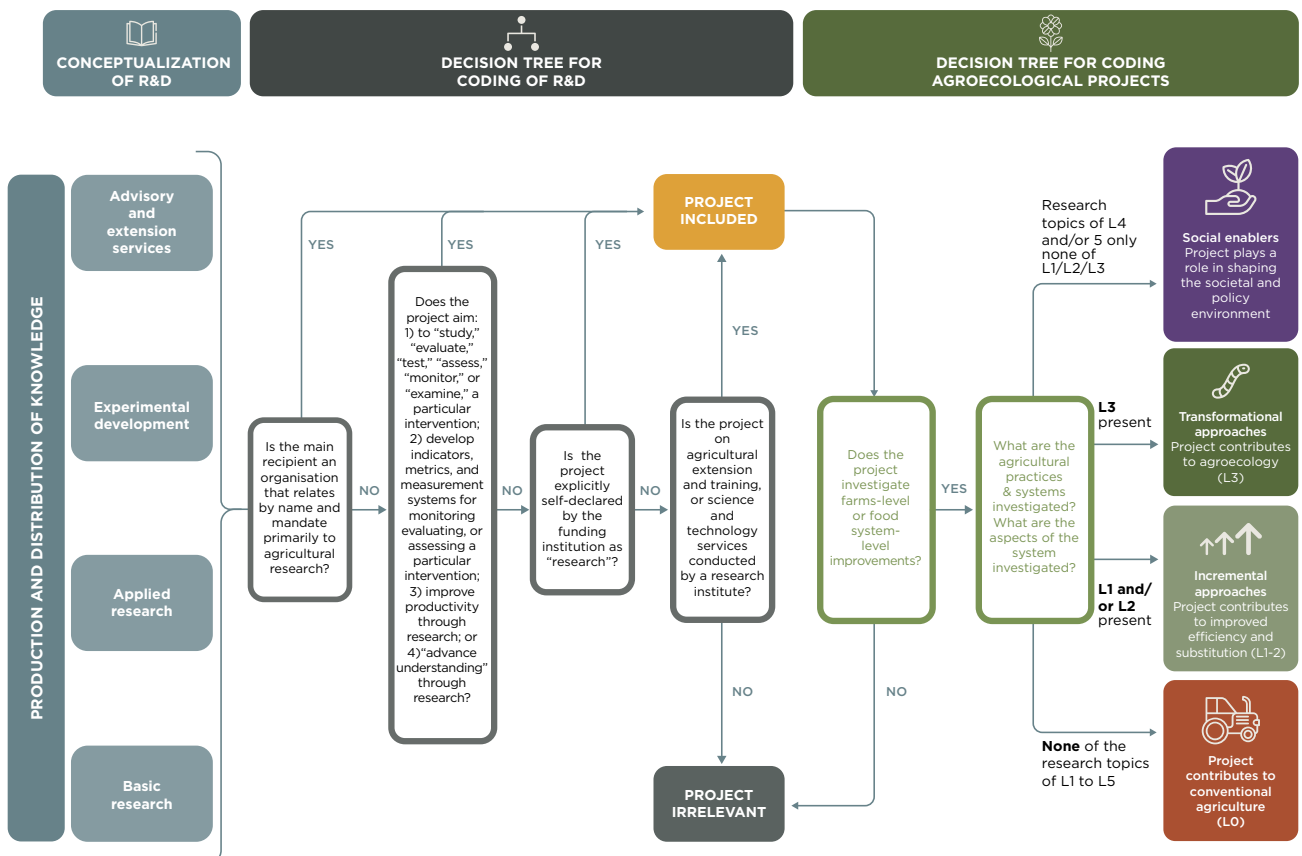 CONCEPTUALIZATION
OF R&D
DECISION TREE FOR
CODING OF R&D
DECISION TREE FOR CODING
AGROECOLOGICAL PROJECTS
PRODUCTION AND DISTRIBUTION OF KNOWLEDGE
Advisory
and
extension
services
Experimental
development
Applied
research
Basic
research
Is the main
recipient an
organisation
that relates
by name and
mandate
primarily to
agricultural
research?
YES
NO
Does the
project aim:
1) to “study,”
“evaluate,”
“test,” “assess,”
“monitor,” or
“examine,” a
particular
intervention;
2) develop
indicators,
metrics, and
measurement
systems for
monitoring
evaluating, or
assessing a
particular
intervention;
3) improve
productivity
through
research; or
4)“advance
understanding”
through
research?
YES
NO
Is the
project
explicitly
self-declared
by the
funding
institution as
“research”?
YES
NO
Is the project
on
agricultural
extension
and training,
or science
and
technology
services
conducted
by a research
institute?
YES
NO
PROJECT
INCLUDED
PROJECT
IRRELEVANT
Does the
project
investigate
farms-level
or food
system-
level
improvements?
YES
NO
What are the
agricultural
practices
& systems
investigated?
What are the
aspects of the
system
investigated?
Research
topics of L4
and/or 5 only
none of
L1/L2/L3
L3
present
L1 and/
or L2
present
None of the
research topics
of L1 to L5
Social enablers
Project plays a
role in shaping
the societal and
policy
environment
Transformational
approaches
Project contributes
to agroecology
(L3)
Incremental
approaches
Project contributes
to improved
efficiency and
substitution (L1-2)
Project
contributes to
conventional
agriculture
(L0)